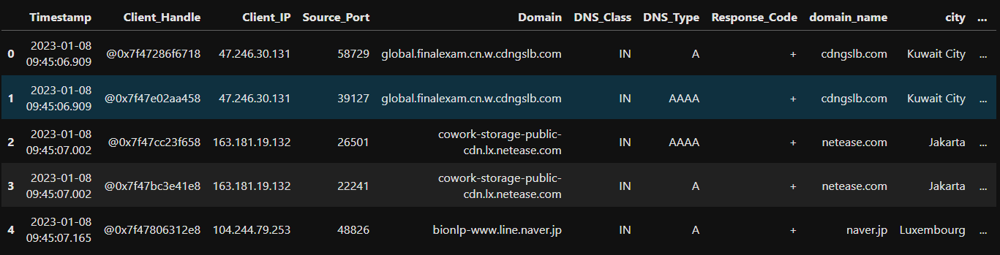 Timestamp Client_Handle Client_IP Source_Port Domain DNS_Class DNS_Type Response_Code domain_name city ...
0 2023-01-08 09:45:06.909 @0x7f47286f6718 47.246.30.131 58729 global.finalexam.cn.w.cdngslb.com IN A + cdngslb.com Kuwait City ...
1 2023-01-08 09:45:06.909 @0x7f47e02aa458 47.246.30.131 39127 global.finalexam.cn.w.cdngslb.com IN AAAA + cdngslb.com Kuwait City ...
2 2023-01-08 09:45:07.002 @0x7f47cc23f658 163.181.19.132 26501 cowork-storage-public-cdn.lx.netease.com IN AAAA + netease.com Jakarta ...
3 2023-01-08 09:45:07.002 @0x7f47bc3e41e8 163.181.19.132 22241 cowork-storage-public-cdn.lx.netease.com IN A + netease.com Jakarta ...
4 2023-01-08 09:45:07.165 @0x7f47806312e8 104.244.79.253 48826 bionlp-www.line.naver.jp IN A + naver.jp Luxembourg ...